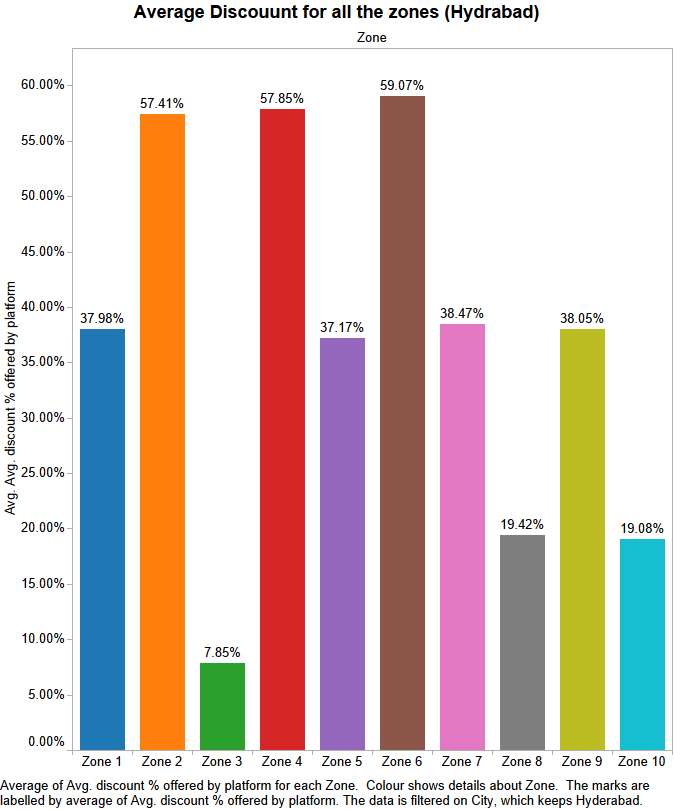 Average Discouunt for all the zones (Hydrabad)
Zone
60.00%
55.00%
50.00%
45.00%
40.00%
35.00%
30.00%
25.00%
20.00%
15.00%
10.00%
5.00%
0.00%
Avg. Avg. discount % offered by platform
37.98%
57.41%
7.85%
57.85%
37.17%
59.07%
38.47%
19.42%
38.05%
19.08%
Zone 1
Zone 2
Zone 3
Zone 4
Zone 5
Zone 6
Zone 7
Zone 8
Zone 9
Zone 10
Average of Avg. discount % offered by platform for each Zone.  Colour shows details about Zone.  The marks are
labelled by average of Avg. discount % offered by platform. The data is filtered on City, which keeps Hyderabad.